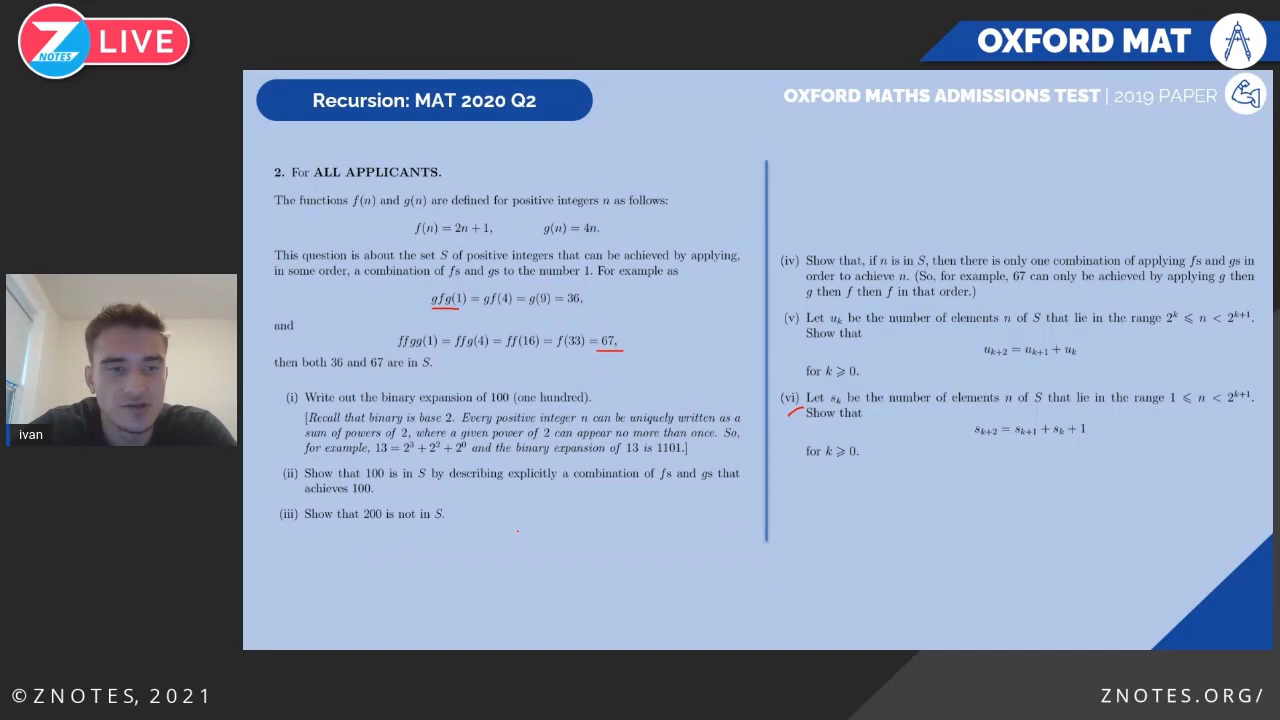 Z NOTES LIVE
OXFORD MAT
Recursion: MAT 2020 Q2
OXFORD MATHS ADMISSIONS TEST | 2019 PAPER
2. For ALL APPLICANTS.
The functions f(n) and g(n) are defined for positive integers n as follows:
f(n) = 2n + 1, g(n) = 4n.
This question is about the set S of positive integers that can be achieved by applying,
in some order, a combination of fs and gs to the number 1. For example as
gfg(1) = gf(4) = g(9) = 36,
and
ffgg(1) = ffg(4) = ff(16) = f(33) = 67,
then both 36 and 67 are in S.
(i) Write out the binary expansion of 100 (one hundred).
[Recall that binary is base 2. Every positive integer n can be uniquely written as a
sum of powers of 2, where a given power of 2 can appear no more than once. So,
for example, 13 = 2³ + 2² + 2⁰ and the binary expansion of 13 is 1101.]
(ii) Show that 100 is in S by describing explicitly a combination of fs and gs that
achieves 100.
(iii) Show that 200 is not in S.
(iv) Show that, if n is in S, then there is only one combination of applying fs and gs in
order to achieve n. (So, for example, 67 can only be achieved by applying g then
g then f then f in that order.)
(v) Let uₖ be the number of elements n of S that lie in the range 2ᵏ ⩽ n < 2ᵏ⁺¹.
Show that
uₖ₊₂ = uₖ₊₁ + uₖ
for k ⩾ 0.
(vi) Let sₖ be the number of elements n of S that lie in the range 1 ⩽ n < 2ᵏ⁺¹.
Show that
sₖ₊₂ = sₖ₊₁ + sₖ + 1
for k ⩾ 0.
ivan
© ZNOTES, 2021
ZNOTES.ORG/